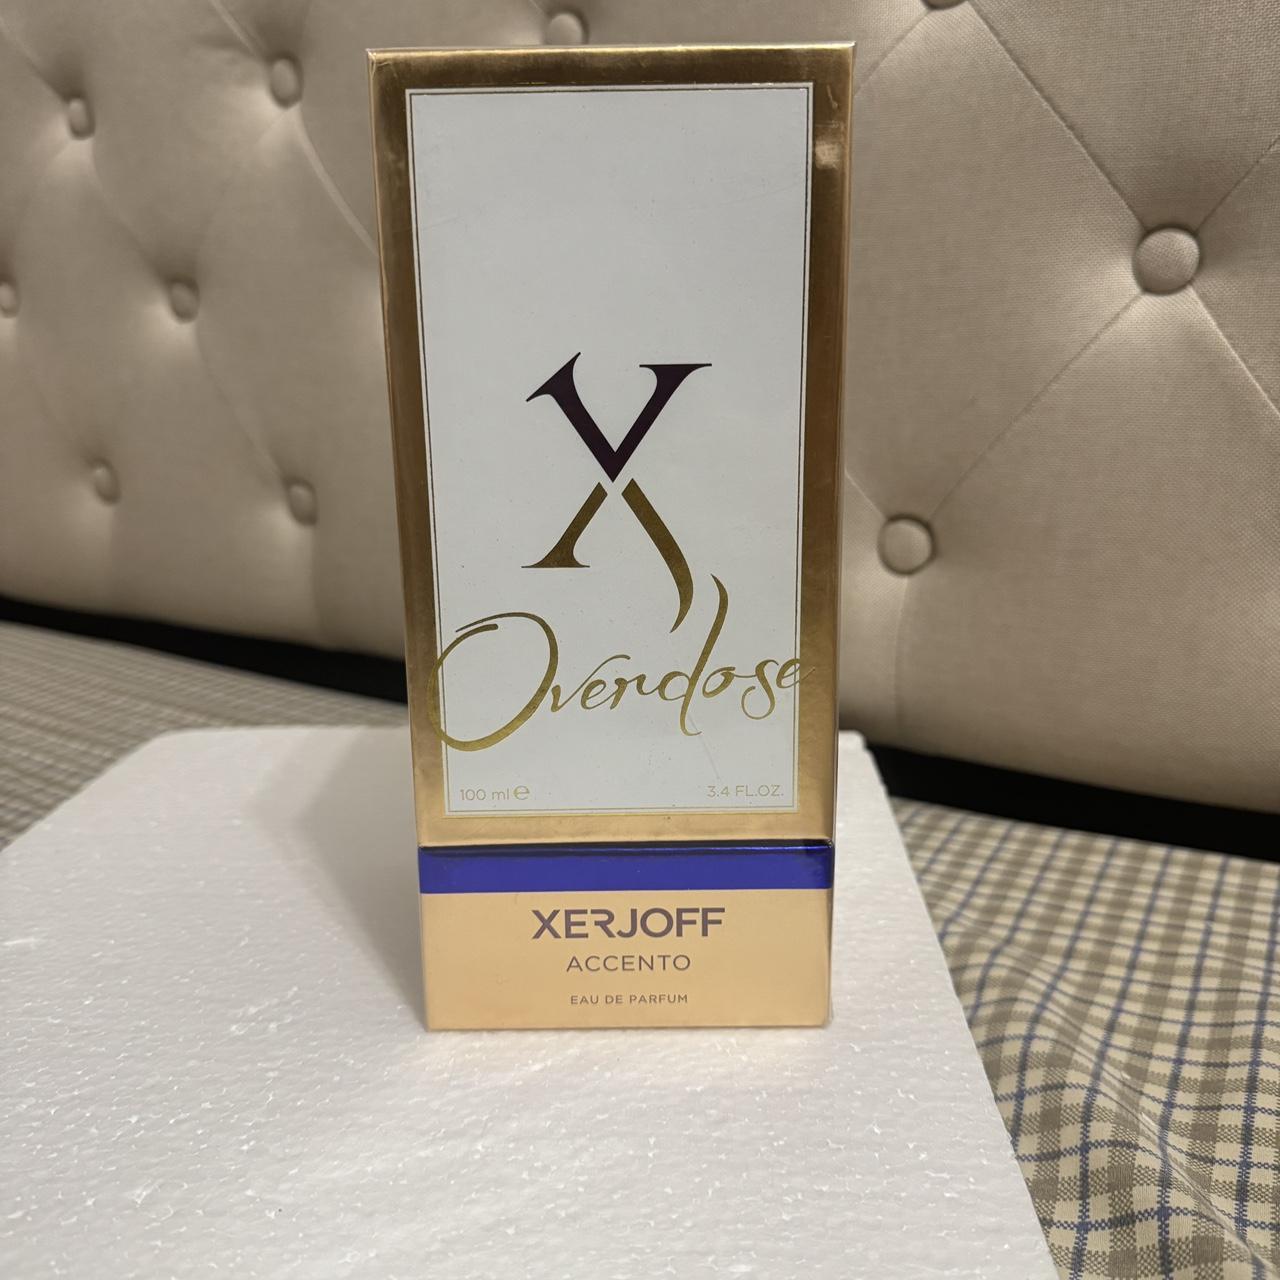 X
Overdose
100 ml ℮ 3.4 FL.OZ.
XERJOFF
ACCENTO
EAU DE PARFUM